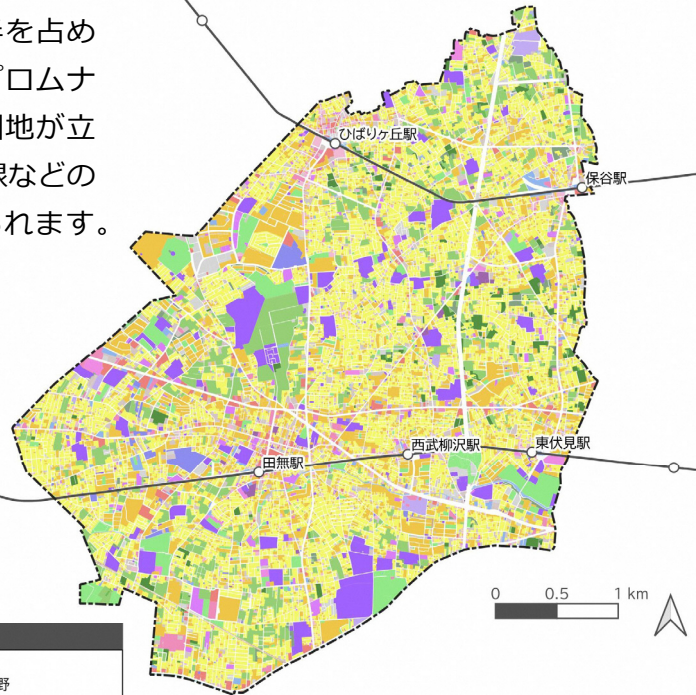 を占め
プロムナ
団地が立
などの
れます。
ひばりヶ丘駅
保谷駅
西武柳沢駅
東伏見駅
田無駅
0 0.5 1 km
野